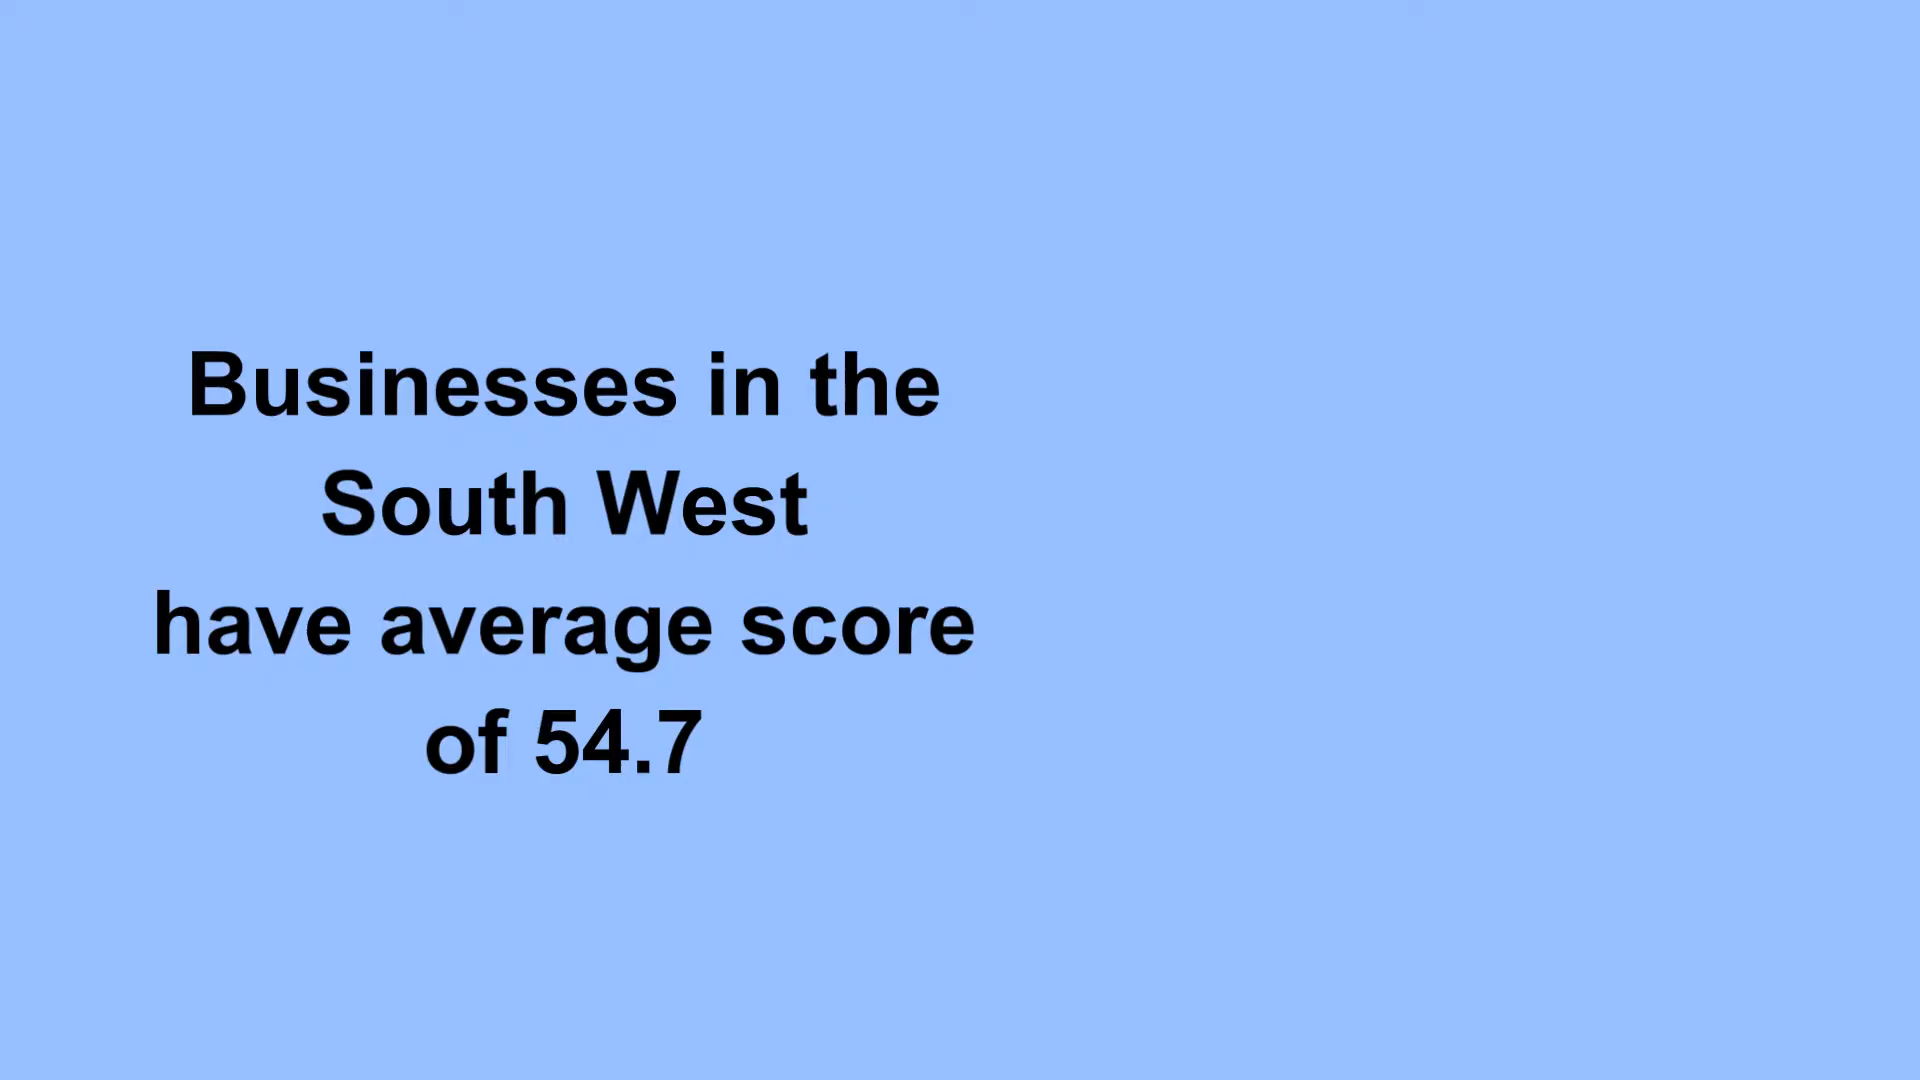 Businesses in the
South West
have average score
of 54.7